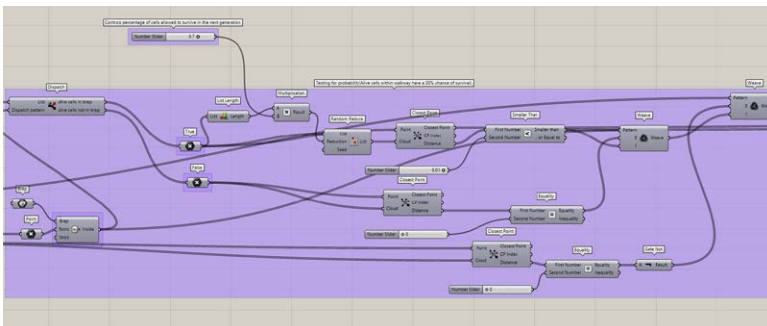 Controls percentage of cells allowed to survive in the next generation
Number Slider 0.7
Testing for probability(Alive cells within walkway have a 30% chance of survive)
Weave
Pattern
Dispatch
List
Dispatch pattern
alive cells in brep
alive cells not in brep
List Length
List Length
Multiplication
A
B
Result
True
Random Reduce
List
Reduction
Seed
List
Closest Point
Point
Cloud
Closest Point
CP Index
Distance
Smaller Than
First Number
Second Number
Smaller than
... or Equal to
Weave
Pattern
0
1
Weave
False
Number Slider 0.01
Closest Point
Point
Cloud
Closest Point
CP Index
Distance
Equality
First Number
Second Number
Equality
Inequality
Brep
Point
Brep
Point
Strict
Inside
Number Slider 0
Closest Point
Point
Cloud
Closest Point
CP Index
Distance
Equality
First Number
Second Number
Equality
Inequality
Gate Not
A
Result
Number Slider 0